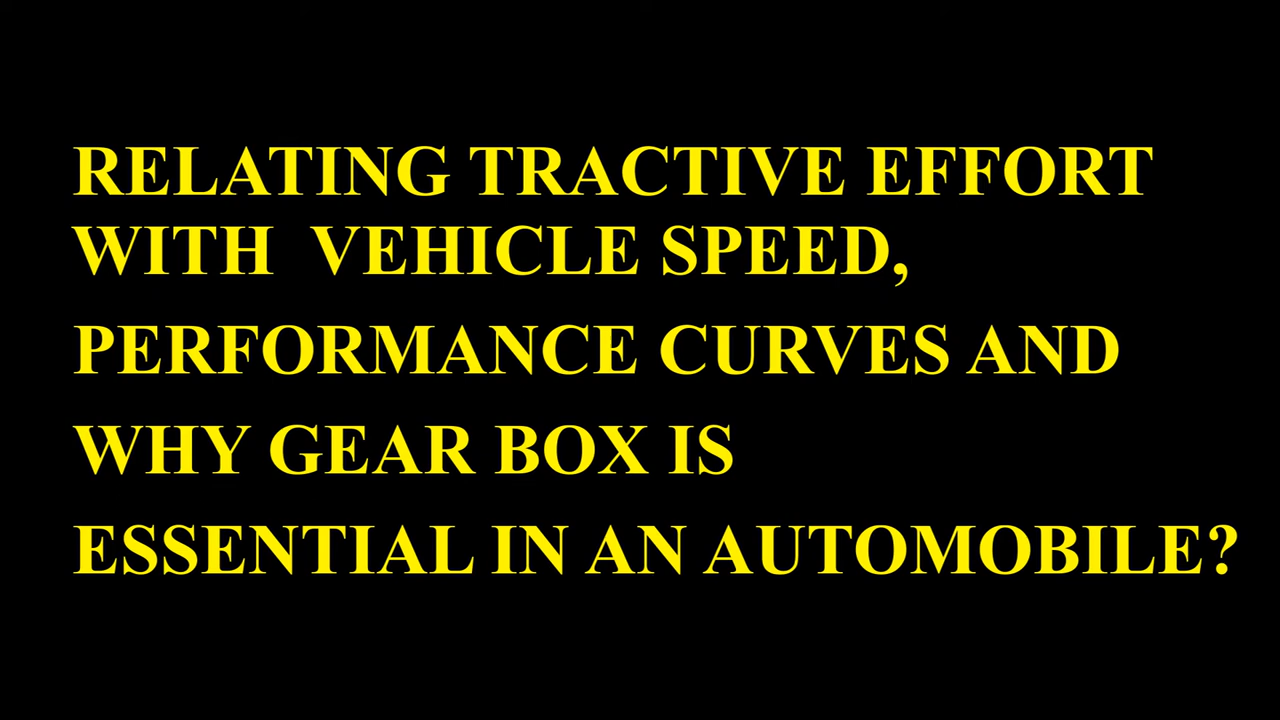 RELATING TRACTIVE EFFORT
WITH VEHICLE SPEED,
PERFORMANCE CURVES AND
WHY GEAR BOX IS
ESSENTIAL IN AN AUTOMOBILE?